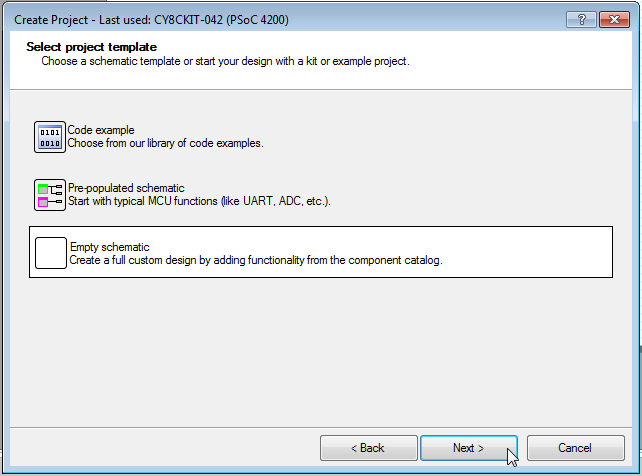 Create Project - Last used: CY8CKIT-042 (PSoC 4200)
?
Select project template
Choose a schematic template or start your design with a kit or example project.
0101
0010
Code example
Choose from our library of code examples.
Pre-populated schematic
Start with typical MCU functions (like UART, ADC, etc.).
Empty schematic
Create a full custom design by adding functionality from the component catalog.
< Back
Next >
Cancel